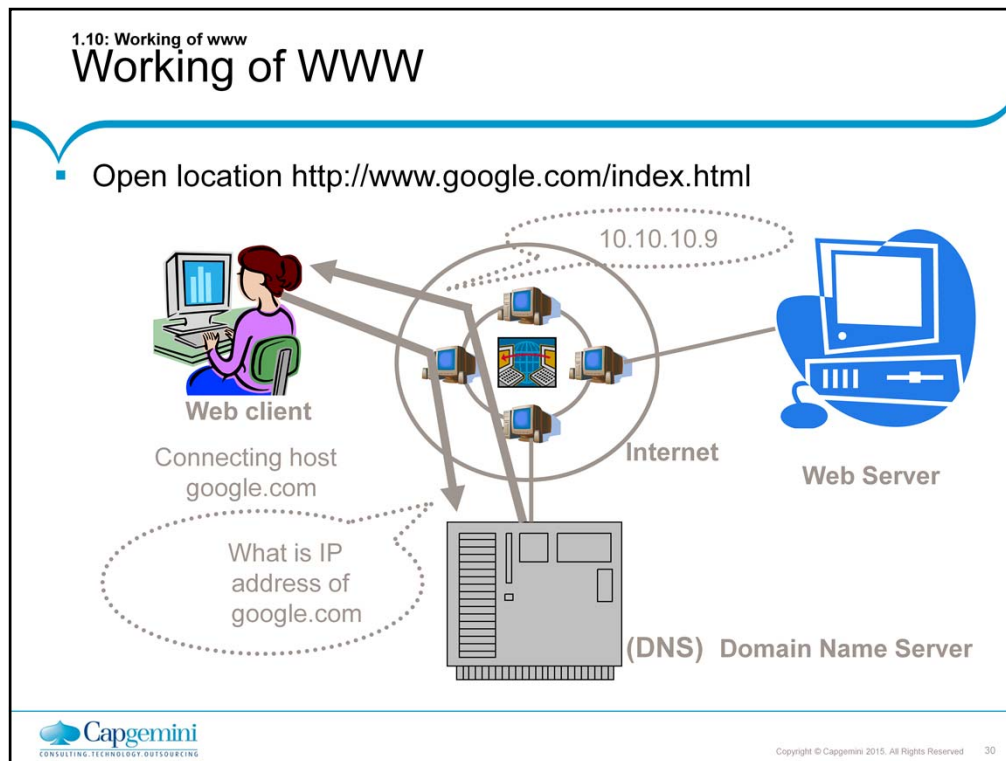 1.10: Working of www
Working of WWW
Open location http://www.google.com/index.html
10.10.10.9
Web client
Connecting host
google.com
Internet
Web Server
What is IP
address of
google.com
(DNS) Domain Name Server
Capgemini
CONSULTING.TECHNOLOGY.OUTSOURCING
Copyright © Capgemini 2015. All Rights Reserved 30